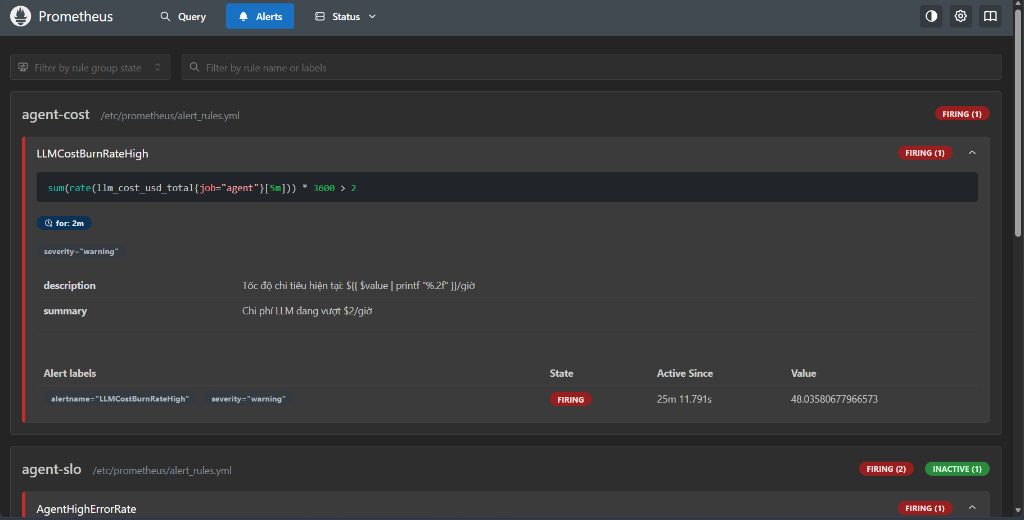 Prometheus
Query
Alerts
Status
Filter by rule group state
Filter by rule name or labels
agent-cost /etc/prometheus/alert_rules.yml FIRING (1)
LLMCostBurnRateHigh FIRING (1)
sum(rate(llm_cost_usd_total{job="agent"}[5m])) * 3600 > 2
for: 2m
severity="warning"
description Tốc độ chi tiêu hiện tại: ${{ $value | printf "%.2f" }}/giờ
summary Chi phí LLM đang vượt $2/giờ
Alert labels State Active Since Value
alertname="LLMCostBurnRateHigh" severity="warning" FIRING 25m 11.791s 48.03580677966573
agent-slo /etc/prometheus/alert_rules.yml FIRING (2) INACTIVE (1)
AgentHighErrorRate FIRING (1)